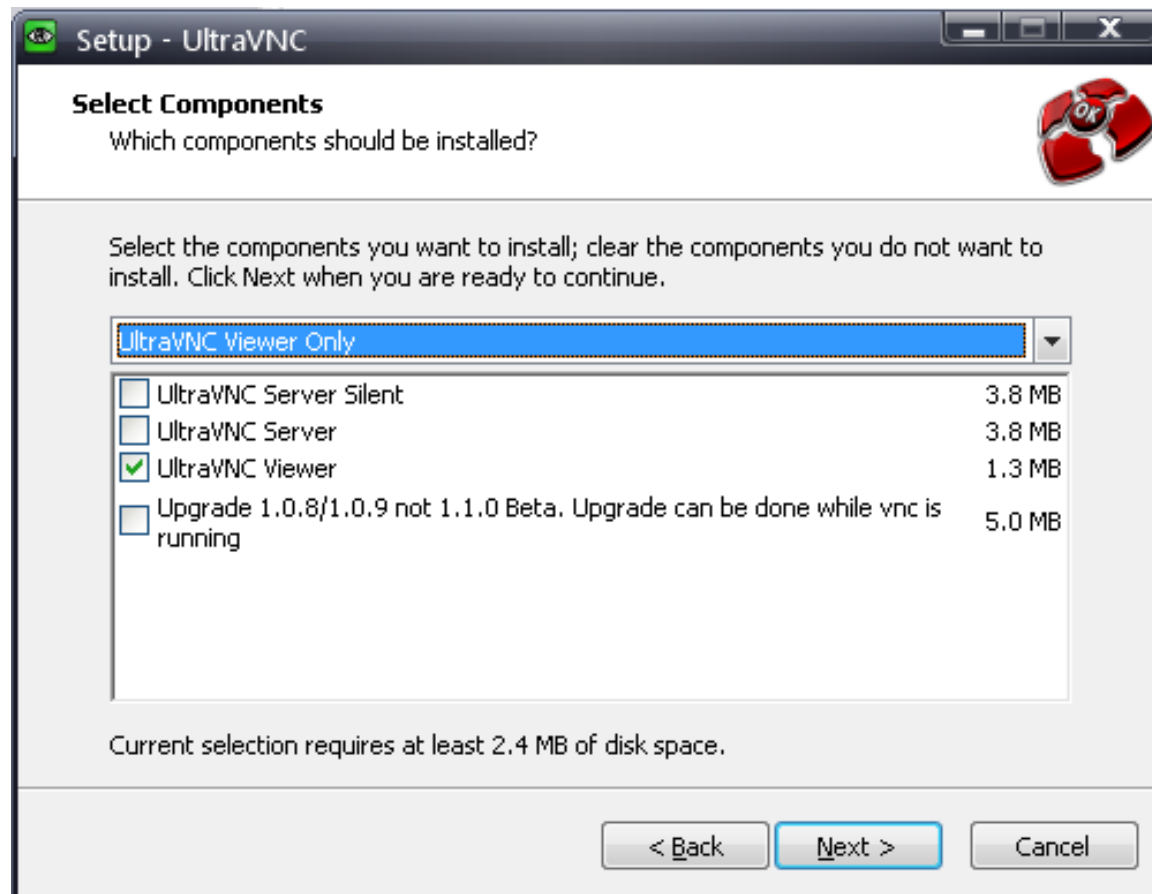 Setup - UltraVNC
Select Components
Which components should be installed?
OK
Select the components you want to install; clear the components you do not want to
install. Click Next when you are ready to continue.
UltraVNC Viewer Only
UltraVNC Server Silent 3.8 MB
UltraVNC Server 3.8 MB
UltraVNC Viewer 1.3 MB
Upgrade 1.0.8/1.0.9 not 1.1.0 Beta. Upgrade can be done while vnc is
running 5.0 MB
Current selection requires at least 2.4 MB of disk space.
< Back Next > Cancel